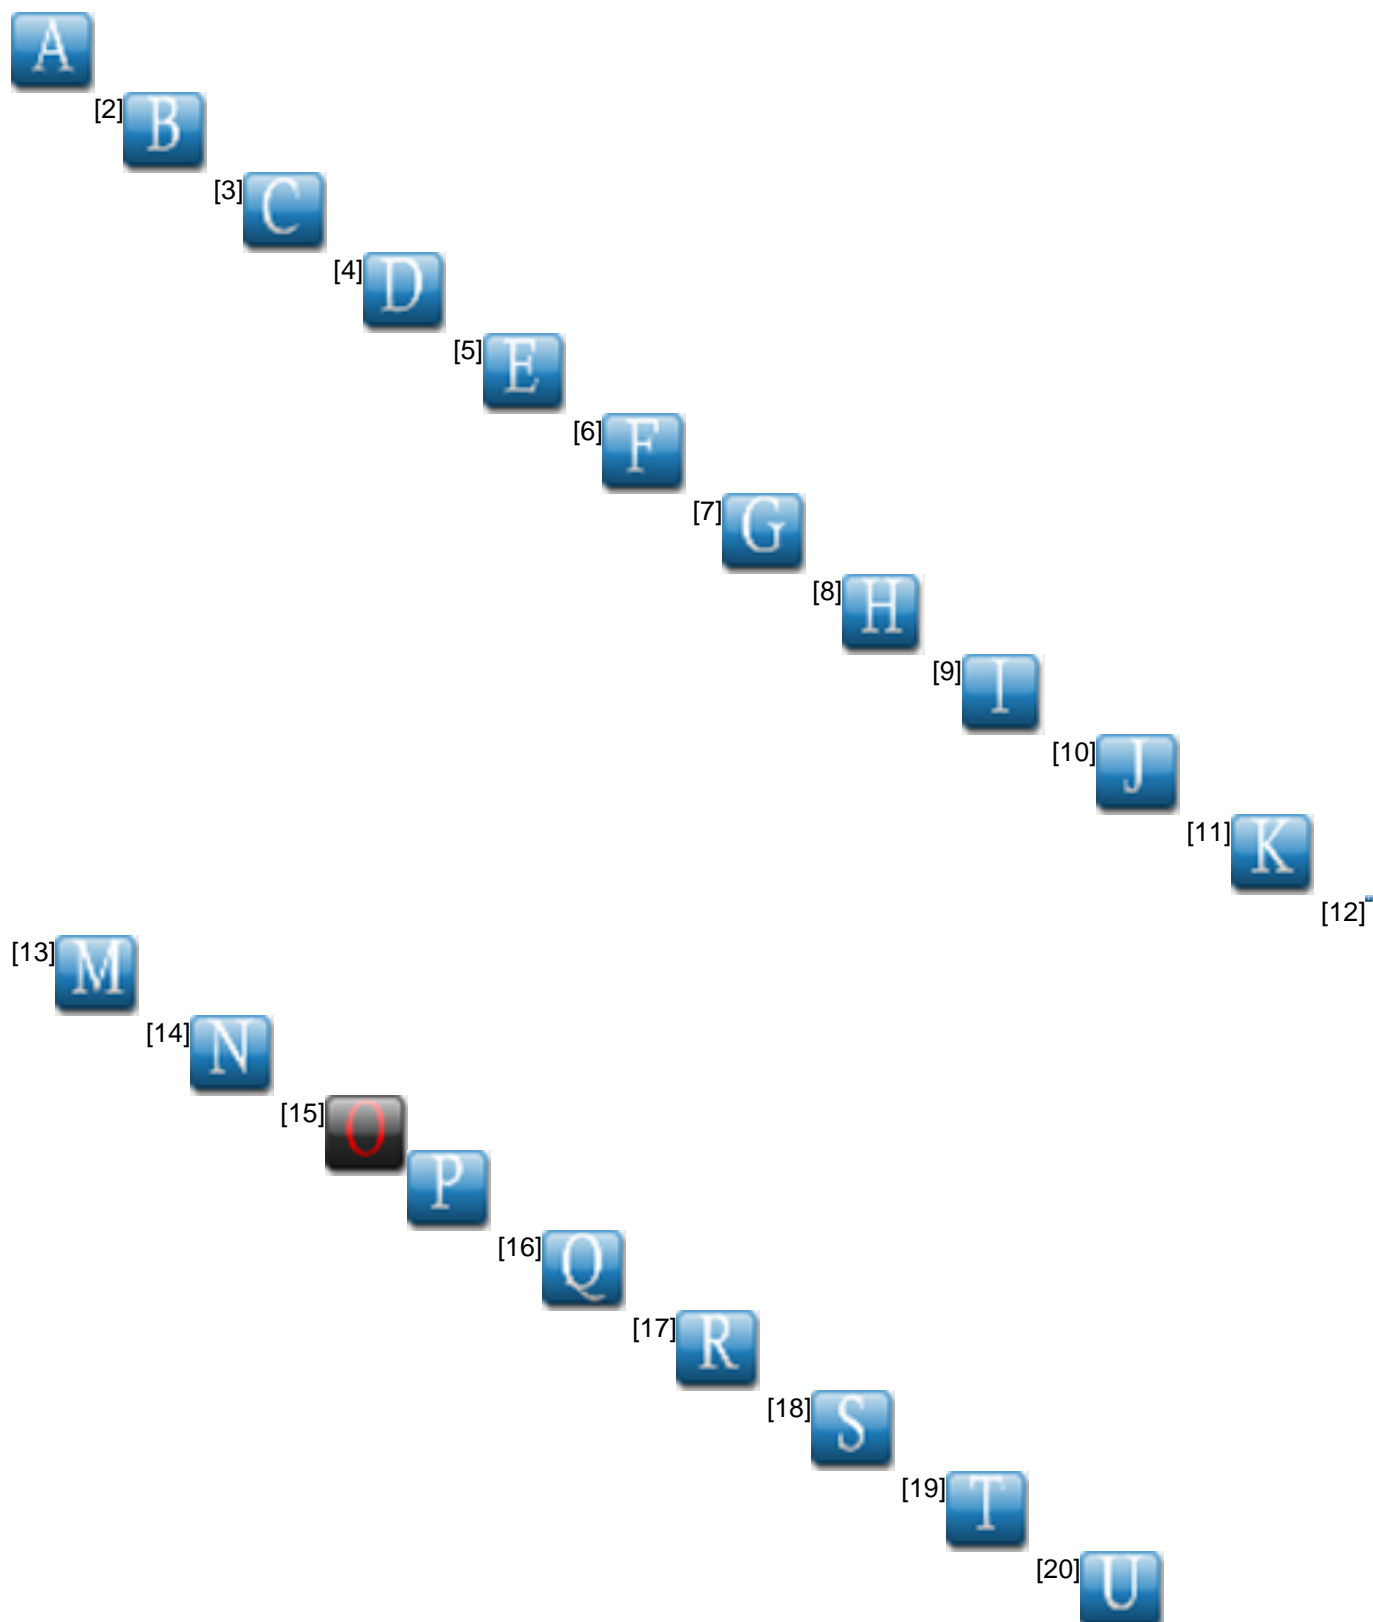 A
[2] B
[3] C
[4] D
[5] E
[6] F
[7] G
[8] H
[9] I
[10] J
[11] K
[12]
[13] M
[14] N
[15] O
P
[16] Q
[17] R
[18] S
[19] T
[20] U